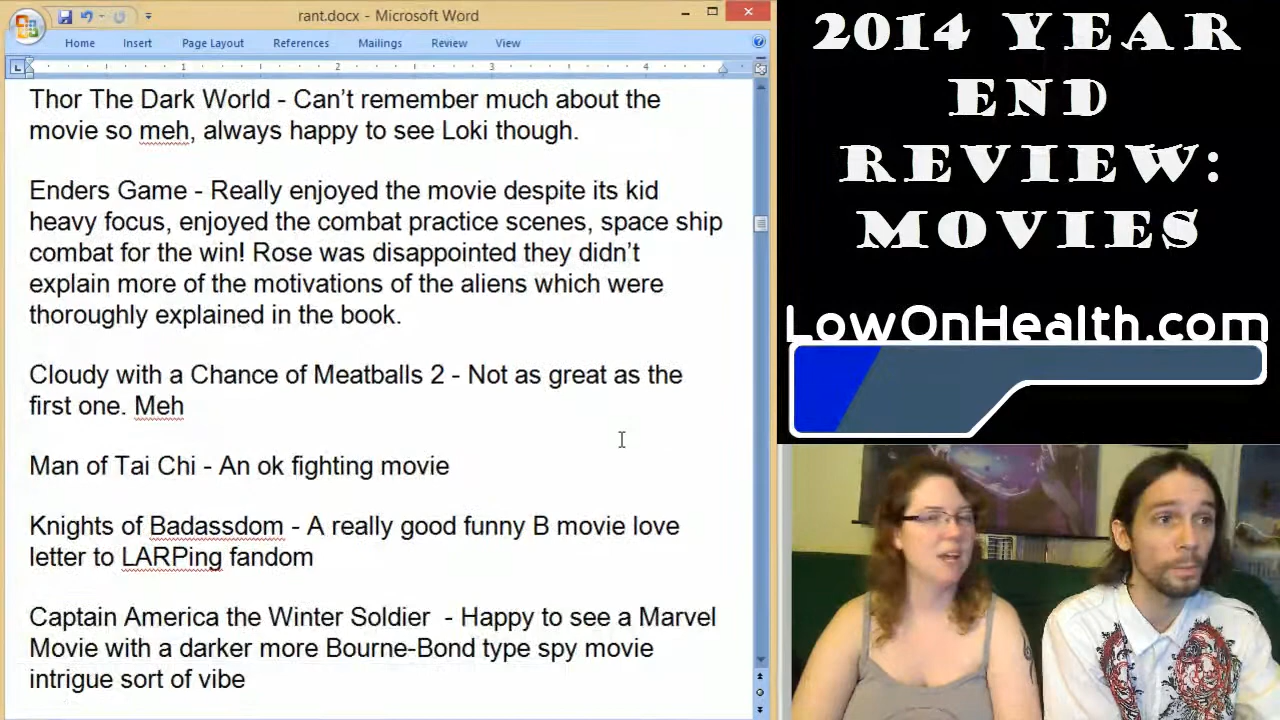 rant.docx - Microsoft Word
Home Insert Page Layout References Mailings Review View
1 2 3 4
Thor The Dark World - Can't remember much about the
movie so meh, always happy to see Loki though.
Enders Game - Really enjoyed the movie despite its kid
heavy focus, enjoyed the combat practice scenes, space ship
combat for the win! Rose was disappointed they didn't
explain more of the motivations of the aliens which were
thoroughly explained in the book.
Cloudy with a Chance of Meatballs 2 - Not as great as the
first one. Meh
Man of Tai Chi - An ok fighting movie
Knights of Badassdom - A really good funny B movie love
letter to LARPing fandom
Captain America the Winter Soldier  - Happy to see a Marvel
Movie with a darker more Bourne-Bond type spy movie
intrigue sort of vibe
2014 YEAR
END
REVIEW:
MOVIES
LowOnHealth.com